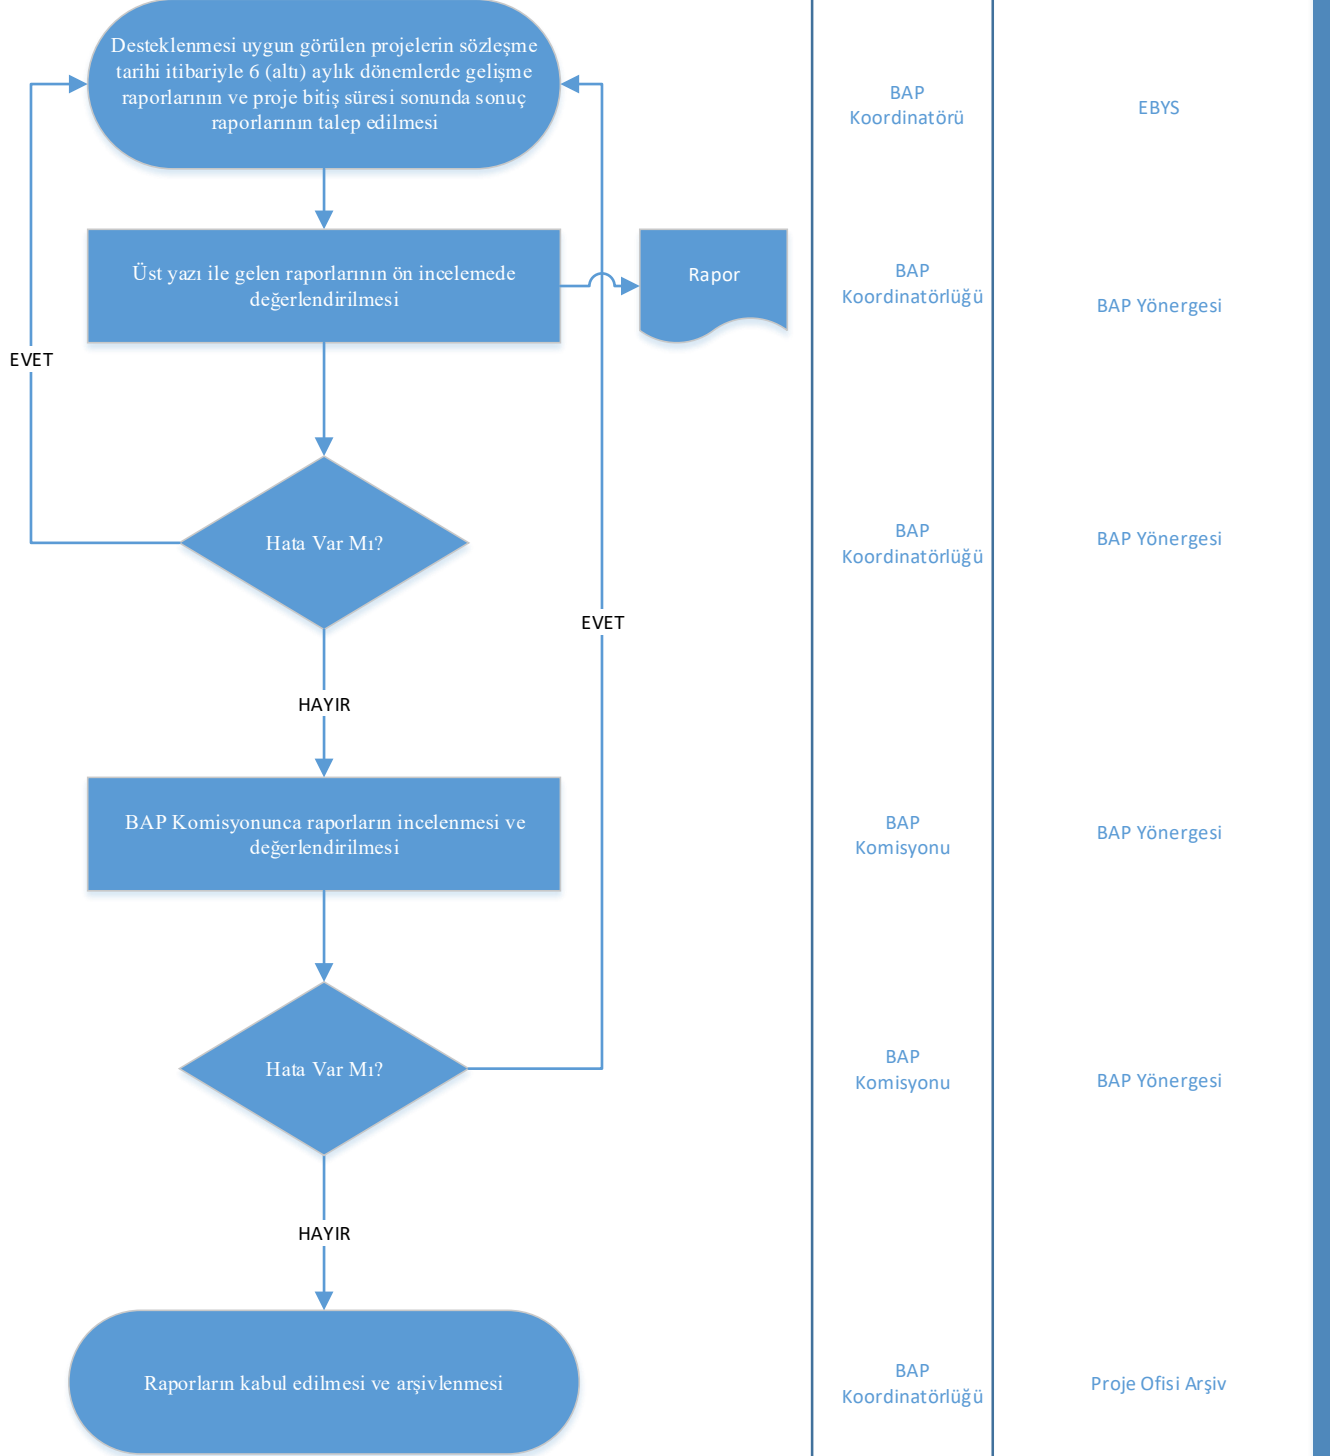 Desteklenmesi uygun görülen projelerin sözleşme
tarihi itibariyle 6 (altı) aylık dönemlerde gelişme
raporlarının ve proje bitiş süresi sonunda sonuç
raporlarının talep edilmesi
BAP
Koordinatörü
EBYS
Üst yazı ile gelen raporlarının ön incelemede
değerlendirilmesi
Rapor
BAP
Koordinatörlüğü
BAP Yönergesi
EVET
Hata Var Mı?
BAP
Koordinatörlüğü
BAP Yönergesi
EVET
HAYIR
BAP Komisyonunca raporların incelenmesi ve
değerlendirilmesi
BAP
Komisyonu
BAP Yönergesi
Hata Var Mı?
BAP
Komisyonu
BAP Yönergesi
HAYIR
Raporların kabul edilmesi ve arşivlenmesi
BAP
Koordinatörlüğü
Proje Ofisi Arşiv